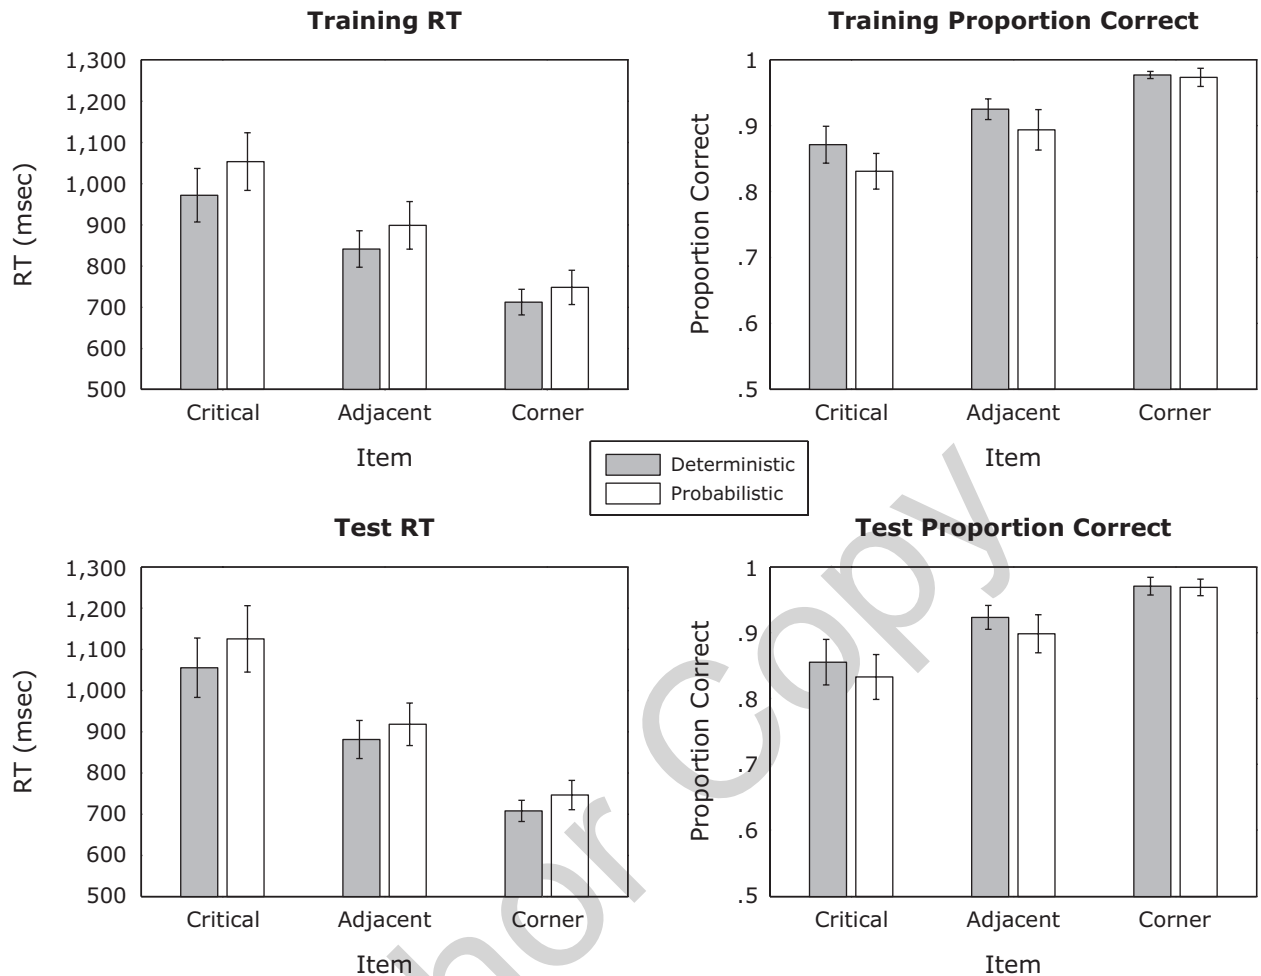 Training RT
1,300
1,200
1,100
1,000
900
800
700
600
500
RT (msec)
Critical Adjacent Corner
Item
Training Proportion Correct
1
.9
.8
.7
.6
.5
Proportion Correct
Critical Adjacent Corner
Item
Deterministic
Probabilistic
Test RT
1,300
1,200
1,100
1,000
900
800
700
600
500
RT (msec)
Critical Adjacent Corner
Item
Test Proportion Correct
1
.9
.8
.7
.6
.5
Proportion Correct
Critical Adjacent Corner
Item
hor Copy